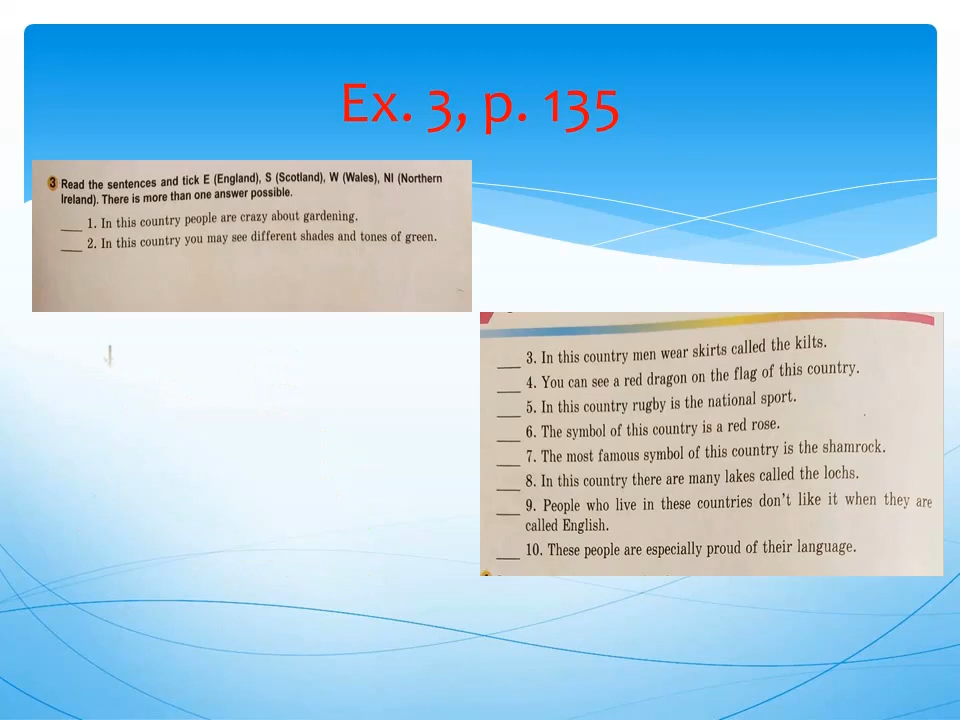 Ex. 3, p. 135
3 Read the sentences and tick E (England), S (Scotland), W (Wales), NI (Northern
Ireland). There is more than one answer possible.
___ 1. In this country people are crazy about gardening.
___ 2. In this country you may see different shades and tones of green.
___ 3. In this country men wear skirts called the kilts.
___ 4. You can see a red dragon on the flag of this country.
___ 5. In this country rugby is the national sport.
___ 6. The symbol of this country is a red rose.
___ 7. The most famous symbol of this country is the shamrock.
___ 8. In this country there are many lakes called the lochs.
___ 9. People who live in these countries don't like it when they are
called English.
___ 10. These people are especially proud of their language.